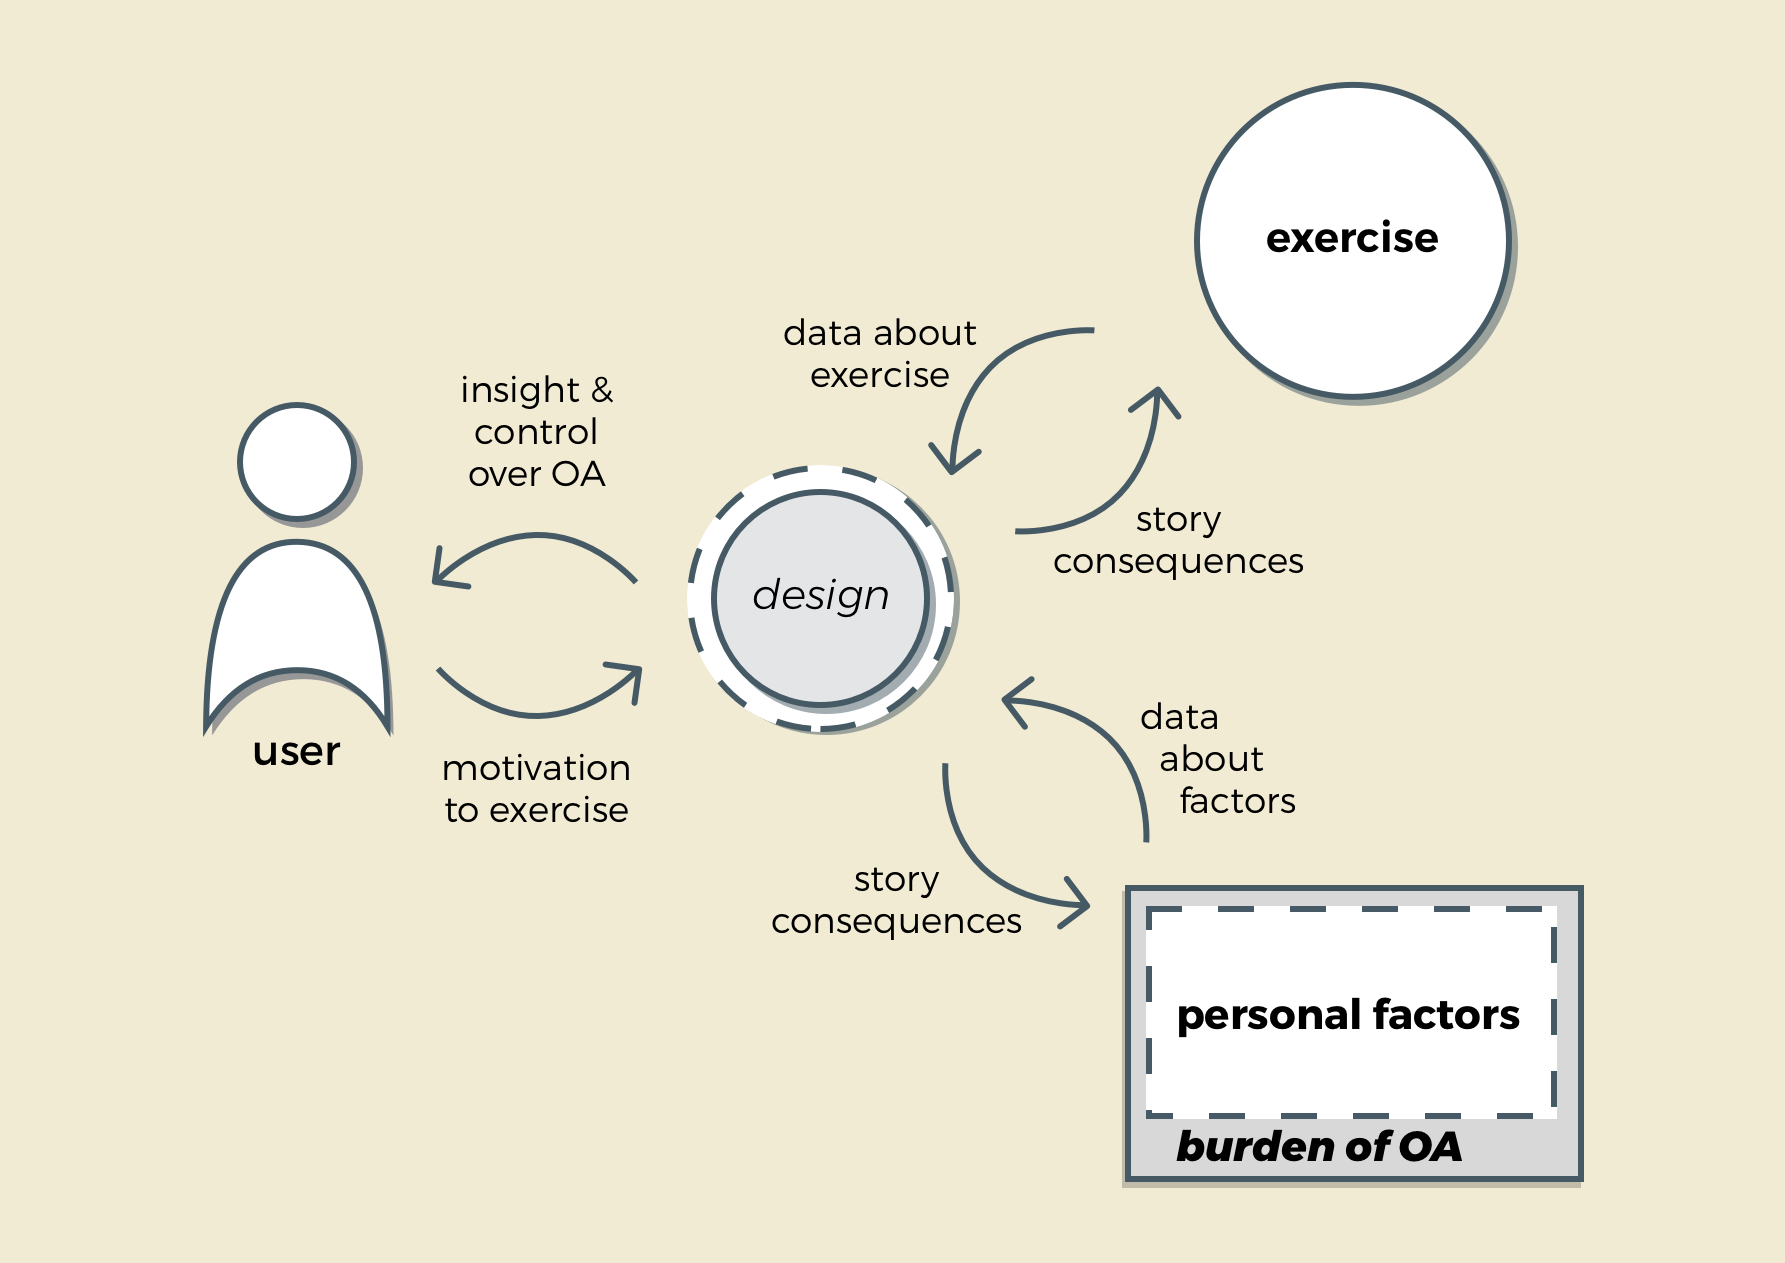 exercise
data about
exercise
insight &
control
over OA
story
consequences
design
user
motivation
to exercise
data
about
factors
story
consequences
personal factors
burden of OA